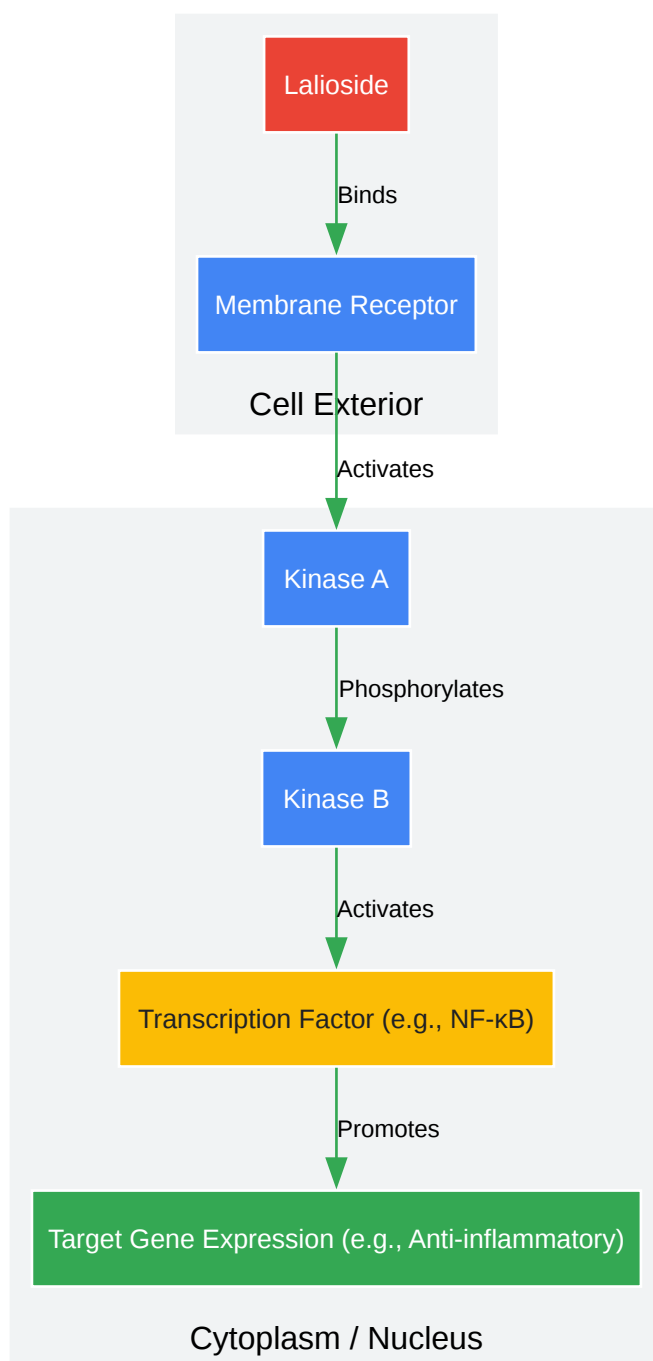 Lalioside
Binds
Membrane Receptor
Cell Exterior
Activates
Kinase A
Phosphorylates
Kinase B
Activates
Transcription Factor (e.g., NF-κB)
Promotes
Target Gene Expression (e.g., Anti-inflammatory)
Cytoplasm / Nucleus